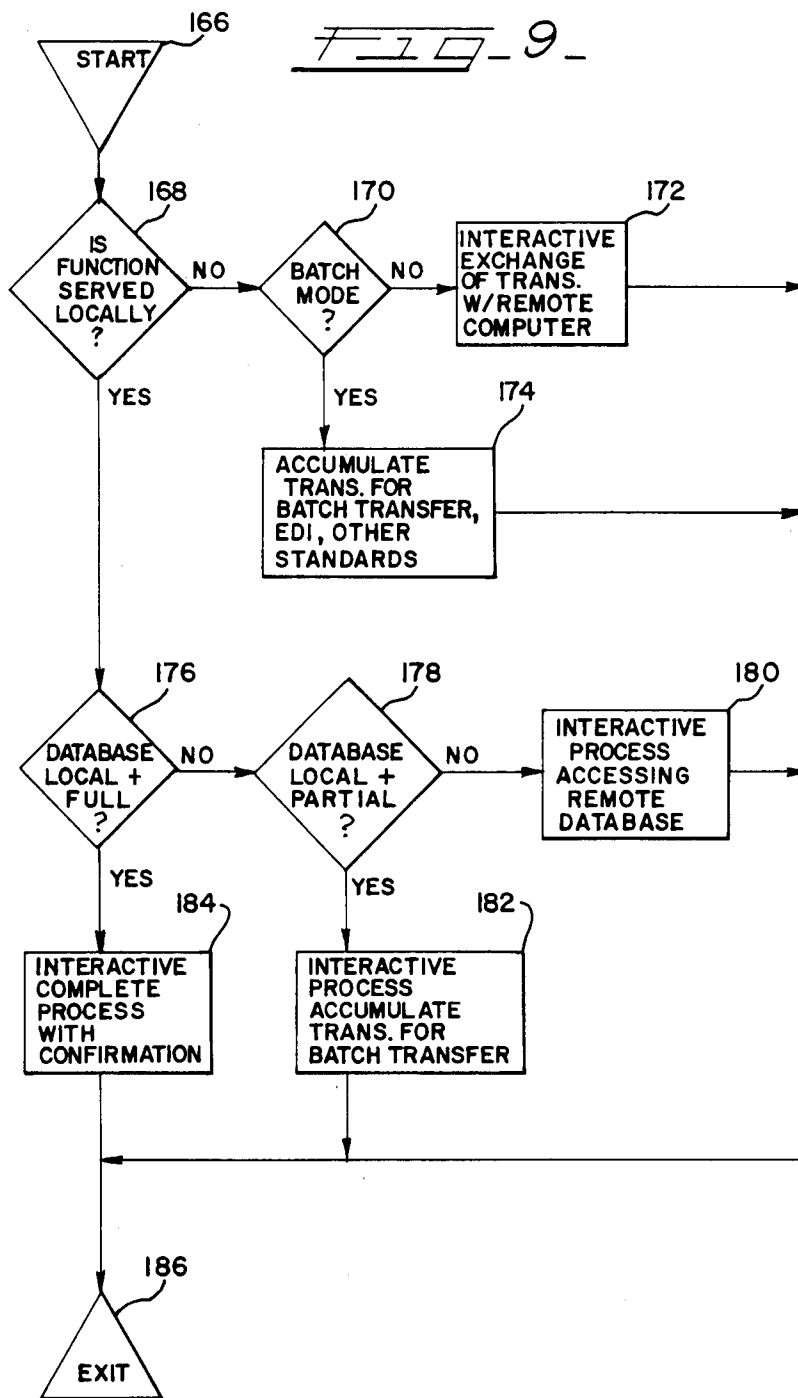 166
START
Fig_9_
168
IS
FUNCTION
SERVED
LOCALLY
?
NO
170
BATCH
MODE
?
NO
172
INTERACTIVE
EXCHANGE
OF TRANS.
W/REMOTE
COMPUTER
YES
YES
174
ACCUMULATE
TRANS. FOR
BATCH TRANSFER,
EDI, OTHER
STANDARDS
176
DATABASE
LOCAL +
FULL
?
NO
178
DATABASE
LOCAL +
PARTIAL
?
NO
180
INTERACTIVE
PROCESS
ACCESSING
REMOTE
DATABASE
YES
YES
184
INTERACTIVE
COMPLETE
PROCESS
WITH
CONFIRMATION
182
INTERACTIVE
PROCESS
ACCUMULATE
TRANS. FOR
BATCH TRANSFER
186
EXIT